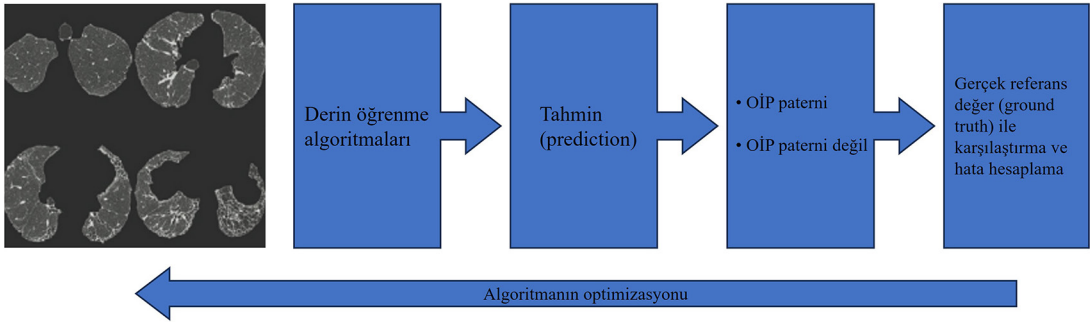 Derin öğrenme
algoritmaları
Tahmin
(prediction)
• OİP paterni
• OİP paterni değil
Gerçek referans
değer (ground
truth) ile
karşılaştırma ve
hata hesaplama
Algoritmanın optimizasyonu